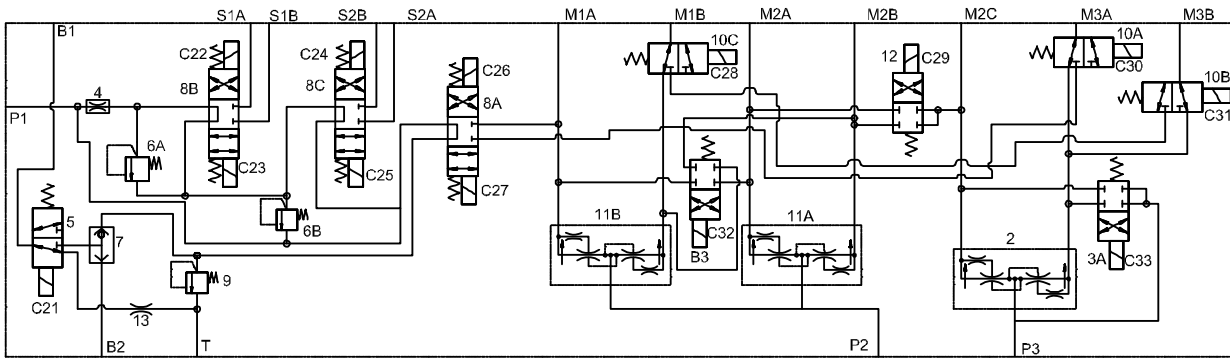 S1A S1B S2B S2A M1A M1B M2A M2B M2C M3A M3B
B1 C22 C24 10C 10A
C26 12 C29 C30 10B
8B 8C C28
4 8A C31
P1
6A
C23 C25 C27
5 7 6B C32 11B 11A 2 3A C33
B3
9
C21
13
B2 T P2 P3